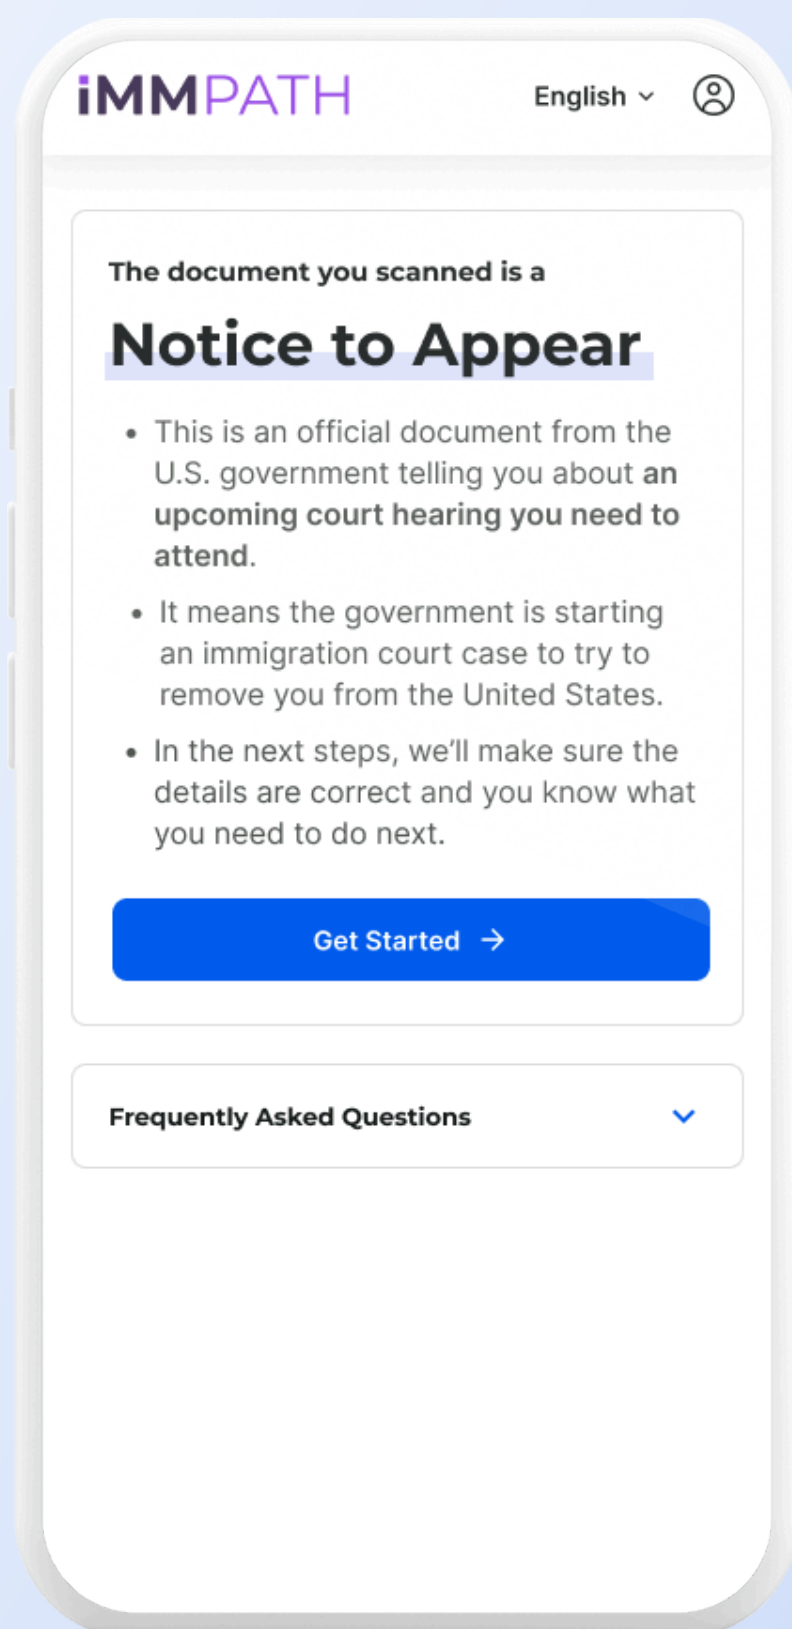 iMMPATH
English
The document you scanned is a
Notice to Appear
• This is an official document from the
U.S. government telling you about an
upcoming court hearing you need to
attend.
• It means the government is starting
an immigration court case to try to
remove you from the United States.
• In the next steps, we’ll make sure the
details are correct and you know what
you need to do next.
Get Started →
Frequently Asked Questions